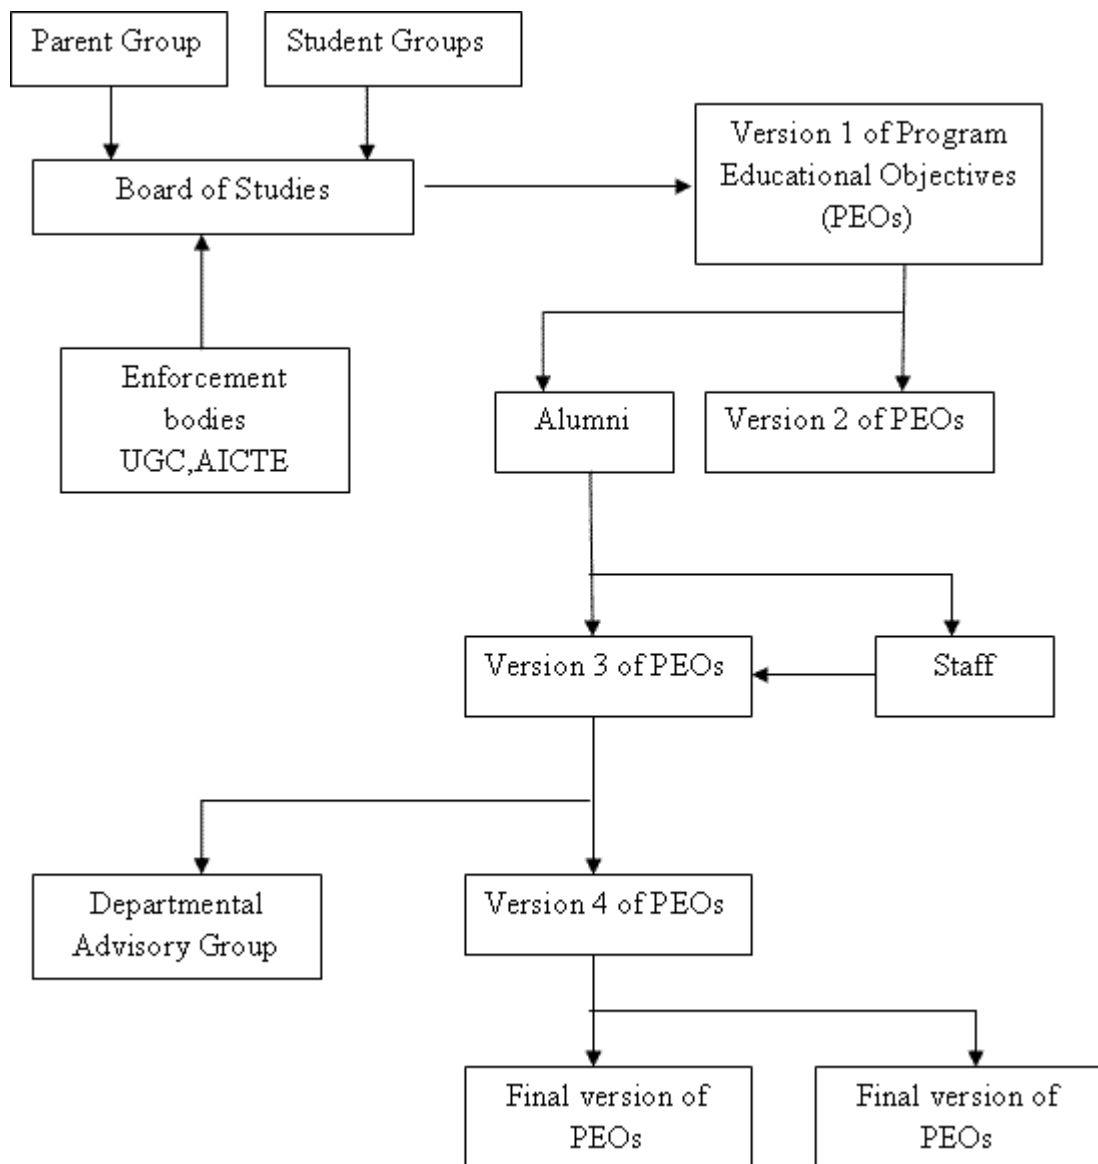 Parent Group
Student Groups
Version 1 of Program
Educational Objectives
(PEOs)
Board of Studies
Enforcement
bodies
UGC,AICTE
Alumni
Version 2 of PEOs
Version 3 of PEOs
Staff
Departmental
Advisory Group
Version 4 of PEOs
Final version of
PEOs
Final version of
PEOs